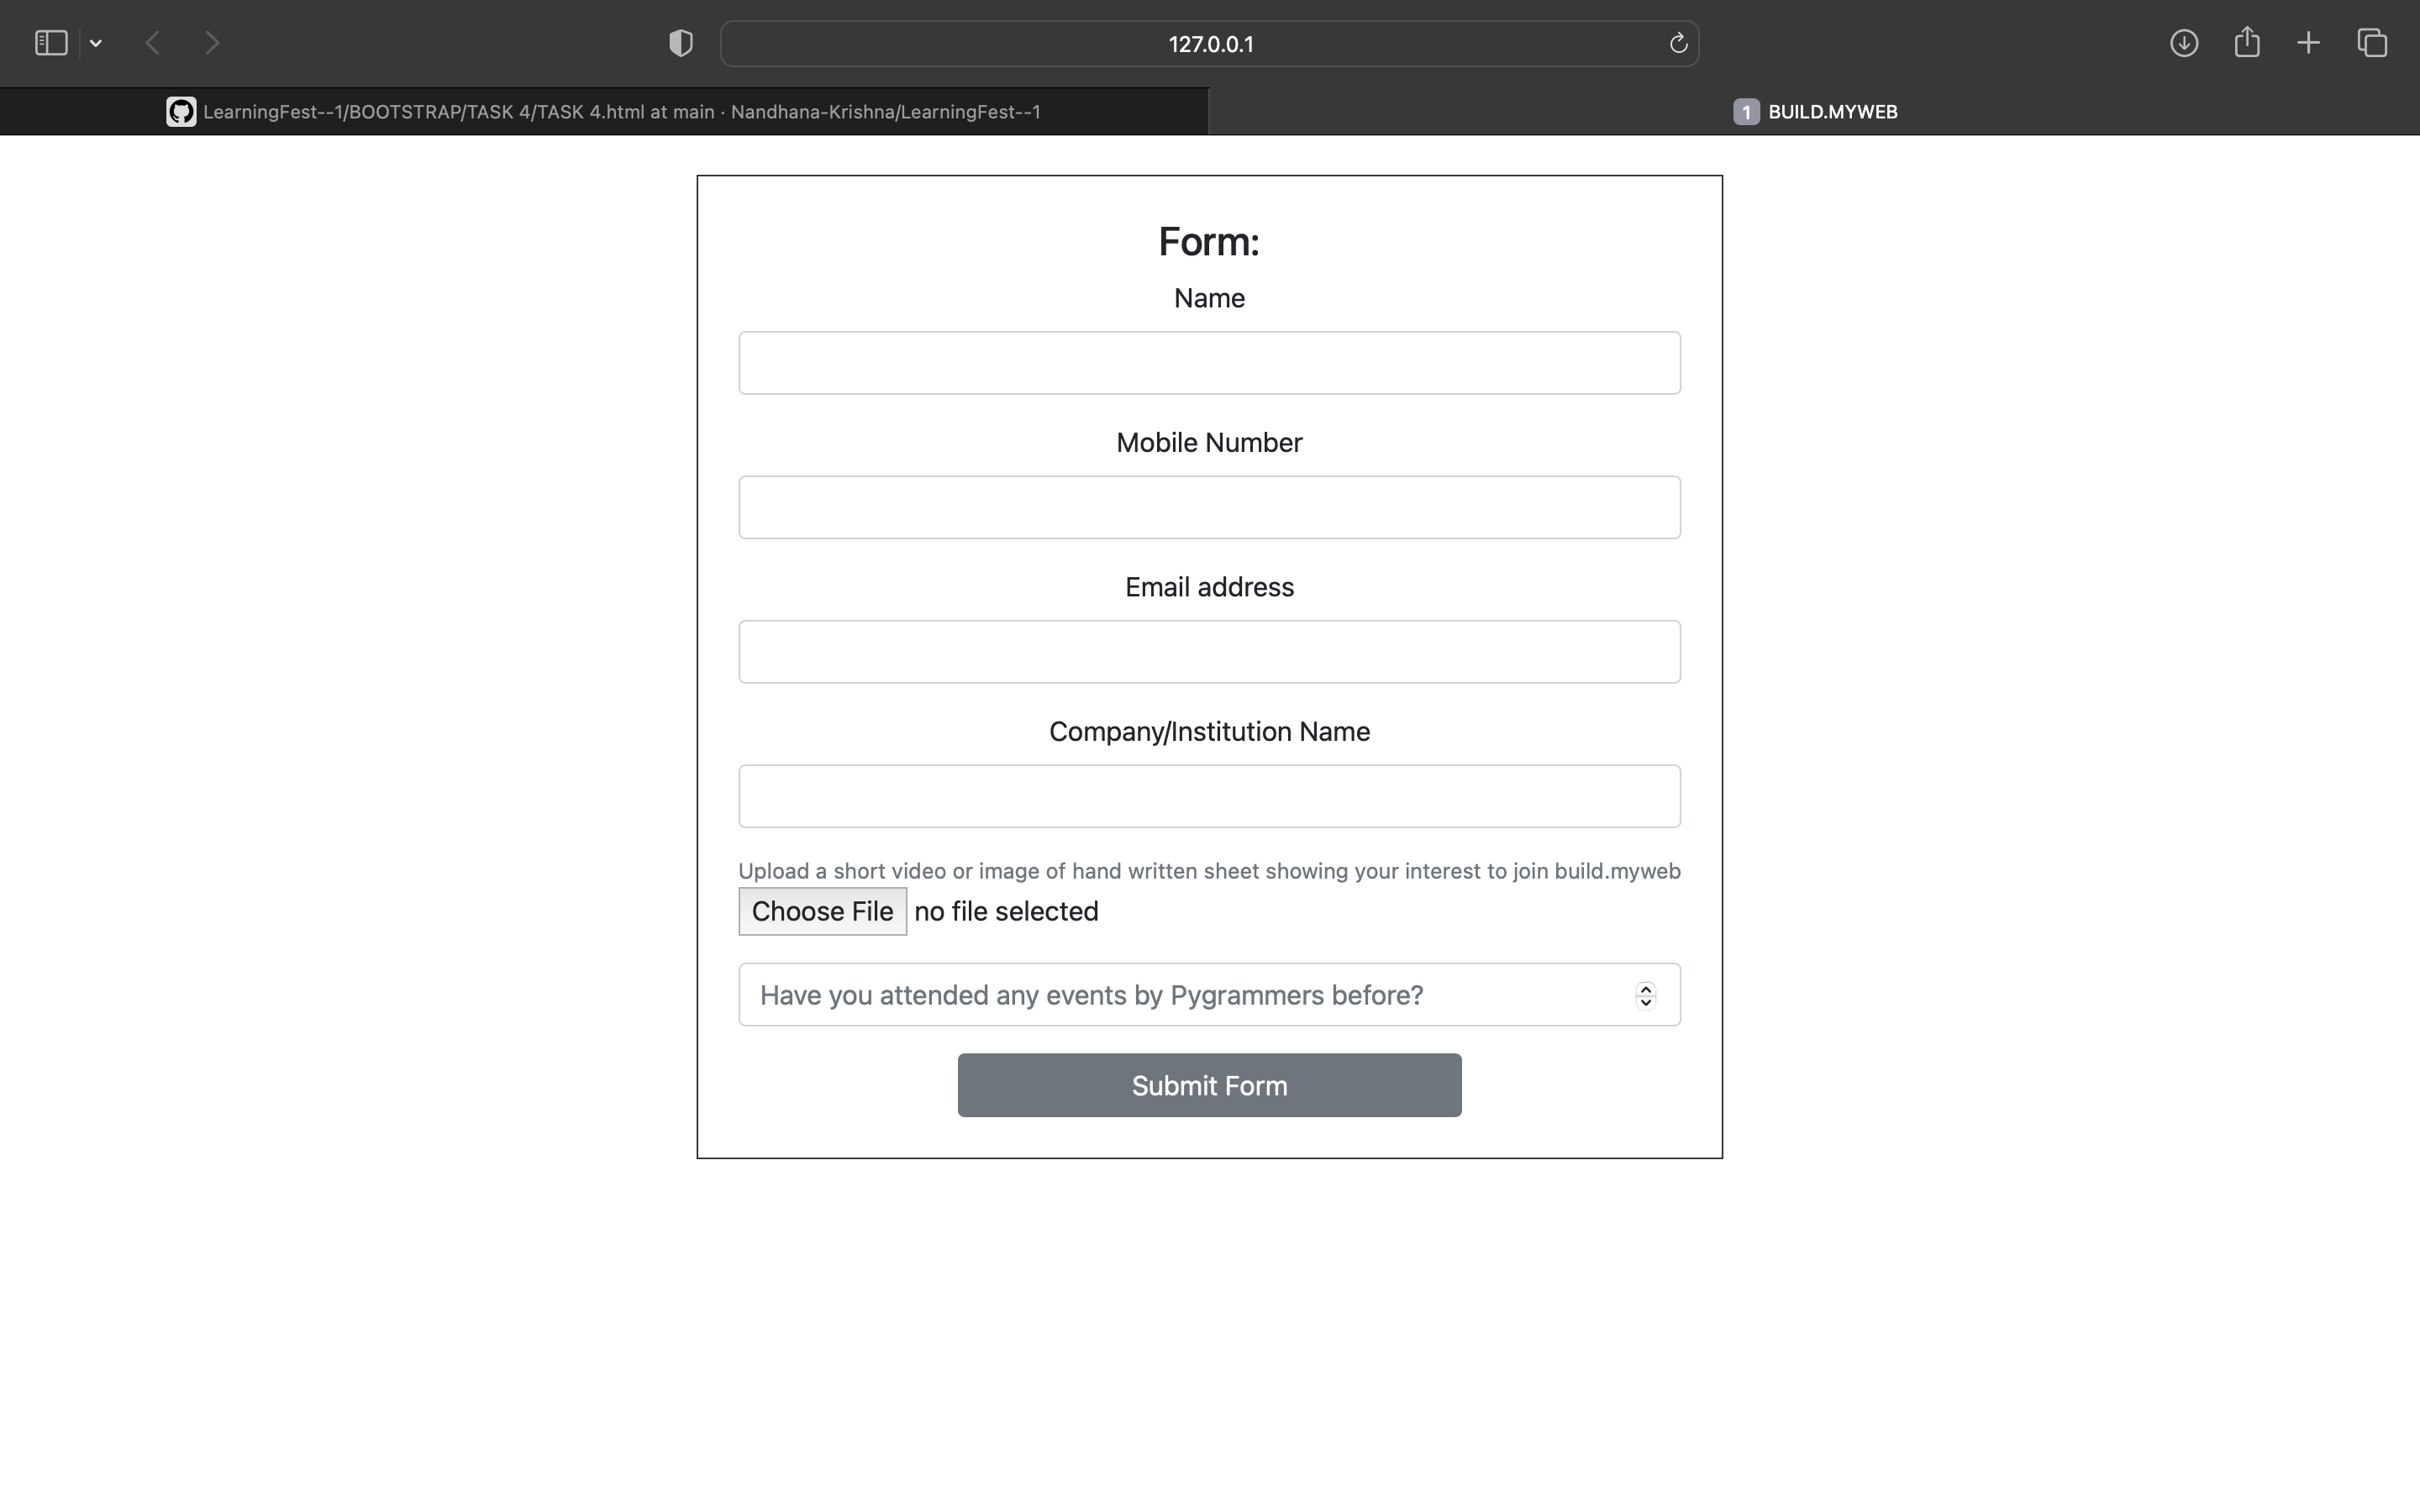 127.0.0.1
LearningFest--1/BOOTSTRAP/TASK 4/TASK 4.html at main · Nandhana-Krishna/LearningFest--1
1 BUILD.MYWEB
Form:
Name
Mobile Number
Email address
Company/Institution Name
Upload a short video or image of hand written sheet showing your interest to join build.myweb
Choose File no file selected
Have you attended any events by Pygrammers before?
Submit Form